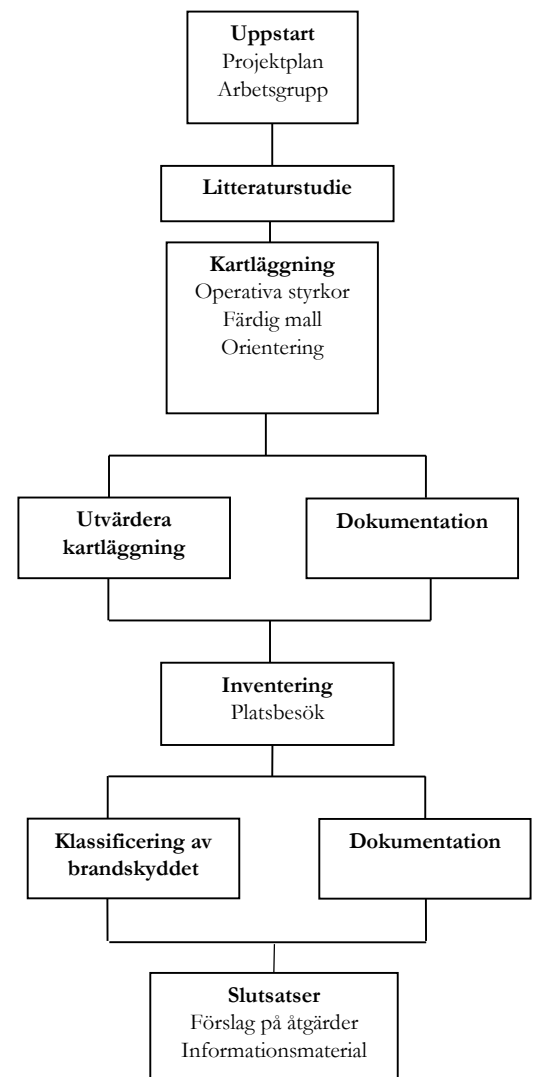 Uppstart
Projektplan
Arbetsgrupp
Litteraturstudie
Kartläggning
Operativa styrkor
Färdig mall
Orientering
Utvärdera
kartläggning
Dokumentation
Inventering
Platsbesök
Klassificering av
brandskyddet
Dokumentation
Slutsatser
Förslag på åtgärder
Informationsmaterial